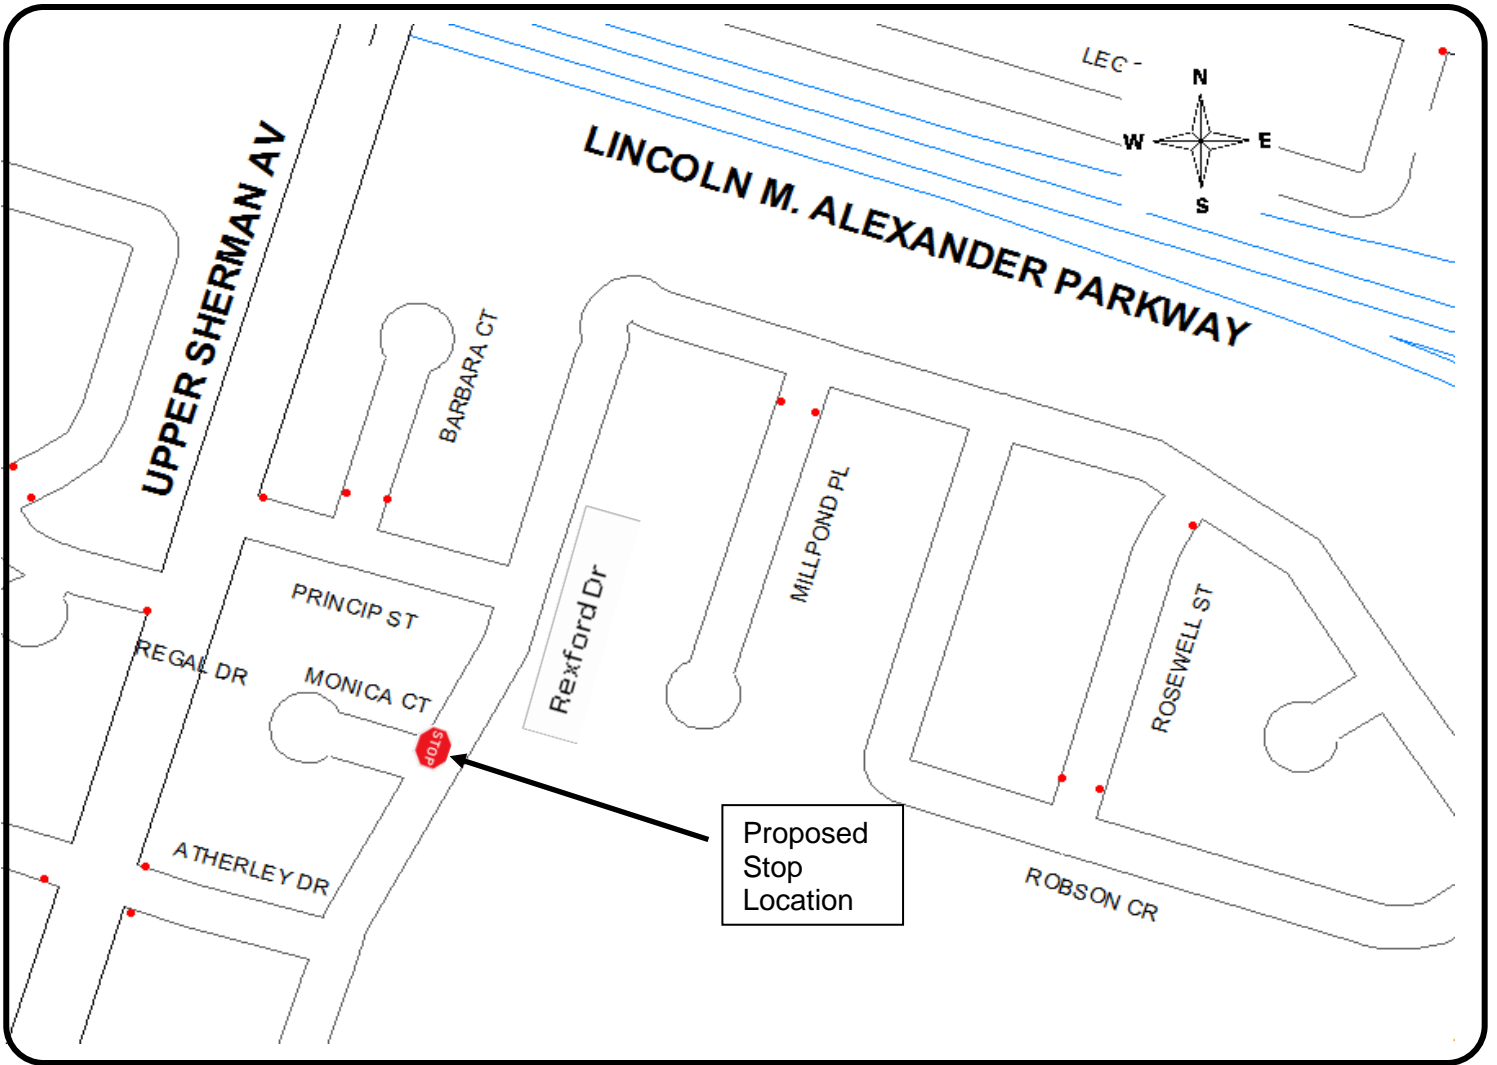 LEC
N
W E
S
UPPER SHERMAN AV
LINCOLN M. ALEXANDER PARKWAY
BARBARA CT
MILLPOND PL
Rexford Dr
PRINCIP ST
REGAL DR
MONICA CT
ROSEWELL ST
STOP
Proposed
Stop
Location
ATHERLEY DR
ROBSON CR